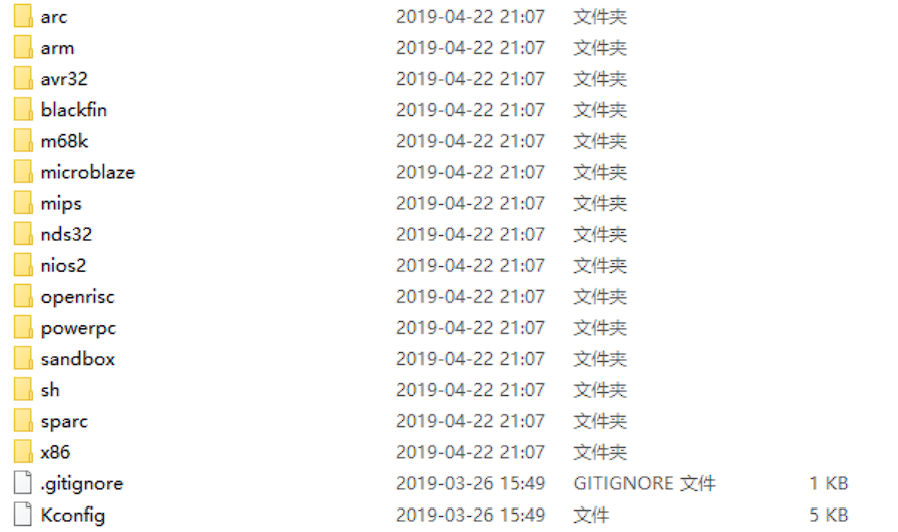 arc 2019-04-22 21:07 文件夹
arm 2019-04-22 21:07 文件夹
avr32 2019-04-22 21:07 文件夹
blackfin 2019-04-22 21:07 文件夹
m68k 2019-04-22 21:07 文件夹
microblaze 2019-04-22 21:07 文件夹
mips 2019-04-22 21:07 文件夹
nds32 2019-04-22 21:07 文件夹
nios2 2019-04-22 21:07 文件夹
openrisc 2019-04-22 21:07 文件夹
powerpc 2019-04-22 21:07 文件夹
sandbox 2019-04-22 21:07 文件夹
sh 2019-04-22 21:07 文件夹
sparc 2019-04-22 21:07 文件夹
x86 2019-04-22 21:07 文件夹
.gitignore 2019-03-26 15:49 GITIGNORE 文件 1 KB
Kconfig 2019-03-26 15:49 文件 5 KB